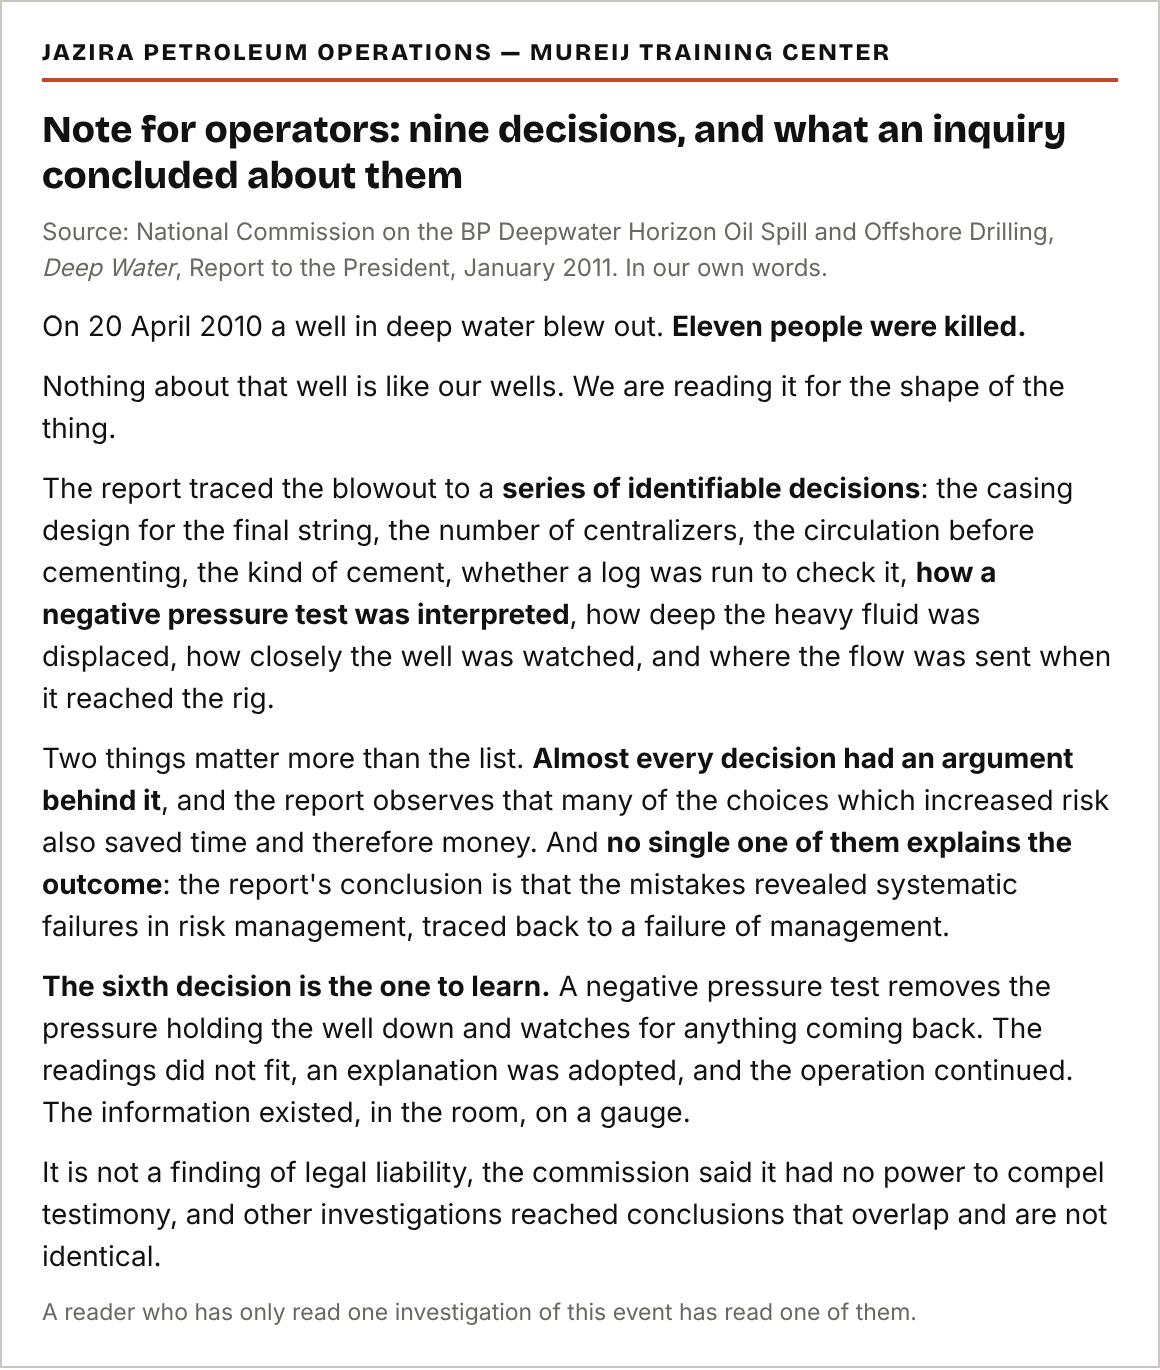 JAZIRA PETROLEUM OPERATIONS — MUREIJ TRAINING CENTER
Note for operators: nine decisions, and what an inquiry
concluded about them
Source: National Commission on the BP Deepwater Horizon Oil Spill and Offshore Drilling,
Deep Water, Report to the President, January 2011. In our own words.
On 20 April 2010 a well in deep water blew out. Eleven people were killed.
Nothing about that well is like our wells. We are reading it for the shape of the
thing.
The report traced the blowout to a series of identifiable decisions: the casing
design for the final string, the number of centralizers, the circulation before
cementing, the kind of cement, whether a log was run to check it, how a
negative pressure test was interpreted, how deep the heavy fluid was
displaced, how closely the well was watched, and where the flow was sent when
it reached the rig.
Two things matter more than the list. Almost every decision had an argument
behind it, and the report observes that many of the choices which increased risk
also saved time and therefore money. And no single one of them explains the
outcome: the report's conclusion is that the mistakes revealed systematic
failures in risk management, traced back to a failure of management.
The sixth decision is the one to learn. A negative pressure test removes the
pressure holding the well down and watches for anything coming back. The
readings did not fit, an explanation was adopted, and the operation continued.
The information existed, in the room, on a gauge.
It is not a finding of legal liability, the commission said it had no power to compel
testimony, and other investigations reached conclusions that overlap and are not
identical.
A reader who has only read one investigation of this event has read one of them.